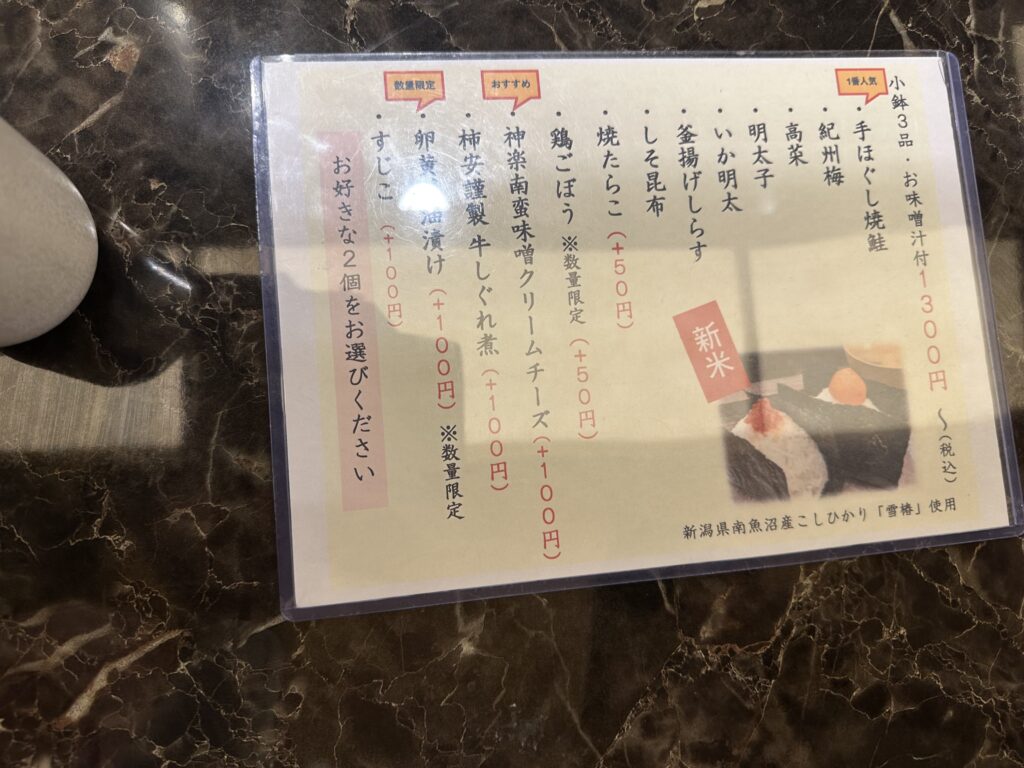 小鉢3品・お味噌汁付1300円 ~(税込)
1番人気
・手ほぐし焼鮭
・紀州梅
・高菜
・明太子
・いか明太
・釜揚げしらす
・しそ昆布
・焼たらこ(+50円)
・鶏ごぼう ※数量限定(+50円)
おすすめ
・神楽南蛮味噌クリームチーズ(+100円)
・柿安謹製 牛しぐれ煮(+100円)
数量限定
・卵黄 油漬け(+100円)※数量限定
・すじこ(+100円)
お好きな2個をお選びください
新米
新潟県南魚沼産こしひかり「雪椿」使用